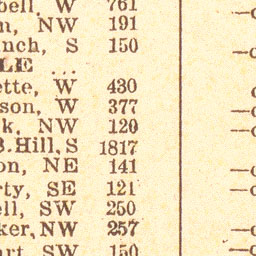 bell, W 761
n, NW 191
nch, S 150
LE ...
ette, W 430
son, W 377
k, NW 120
B. Hill, S 1817
on, NE 141
rty, SE 121
ell, SW 250
ker, NW 257
art, SW 150